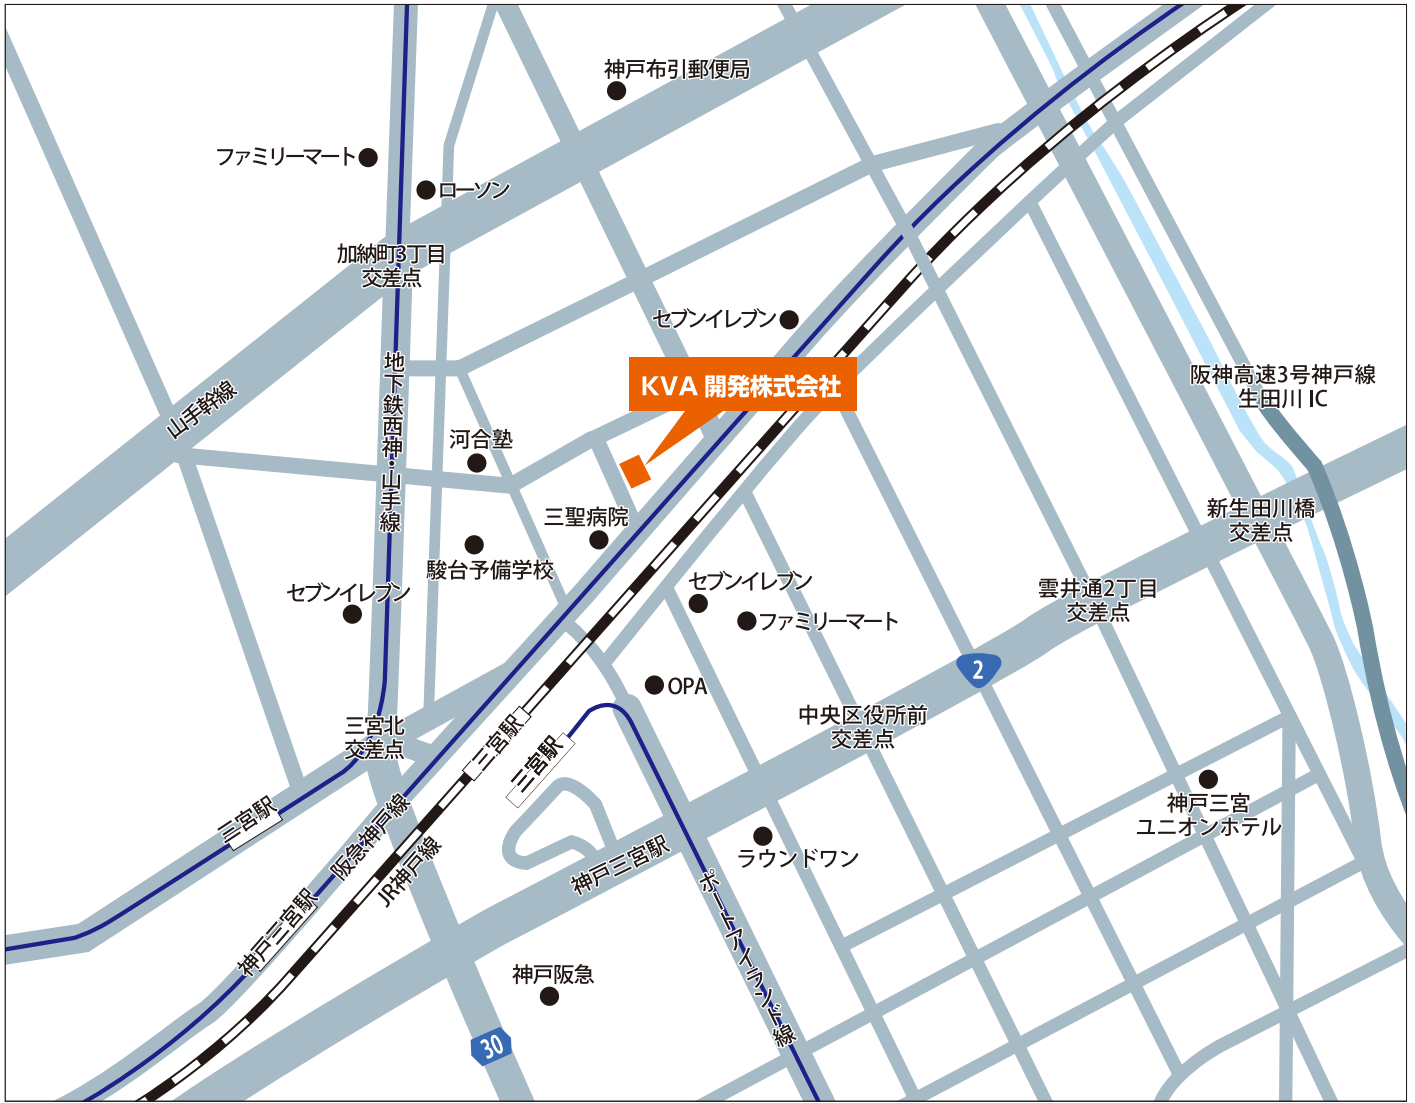 神戸布引郵便局
ファミリーマート
ローソン
加納町3丁目
交差点
セブンイレブン
KVA 開発株式会社
地下鉄西神・山手線
山手幹線
阪神高速3号神戸線
生田川 IC
河合塾
三聖病院
新生田川橋
交差点
駿台予備学校
セブンイレブン
セブンイレブン
ファミリーマート
雲井通2丁目
交差点
2
OPA
中央区役所前
交差点
三宮北
交差点
三宮駅
三宮駅
三宮駅
阪急神戸線
JR神戸線
神戸三宮駅
神戸三宮駅
ラウンドワン
神戸三宮
ユニオンホテル
ポートアイランド線
神戸阪急
30